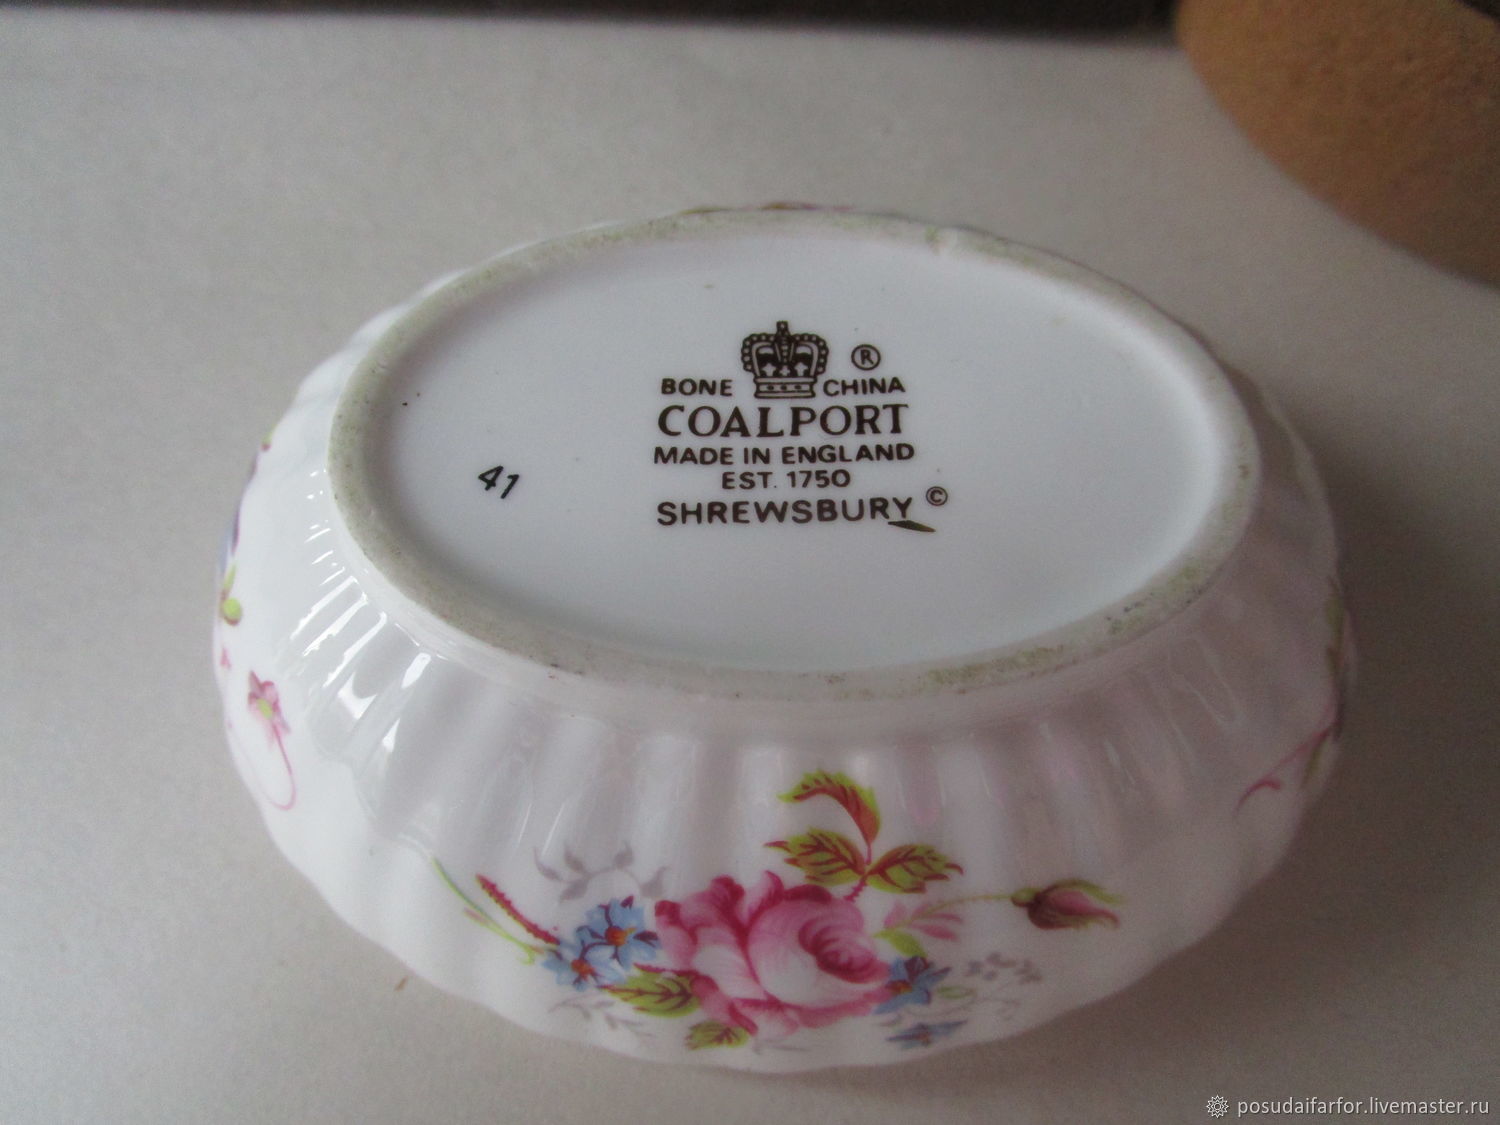 BONE CHINA ®
COALPORT
MADE IN ENGLAND
EST. 1750
SHREWSBURY ©
41
posudaifarfor.livemaster.ru